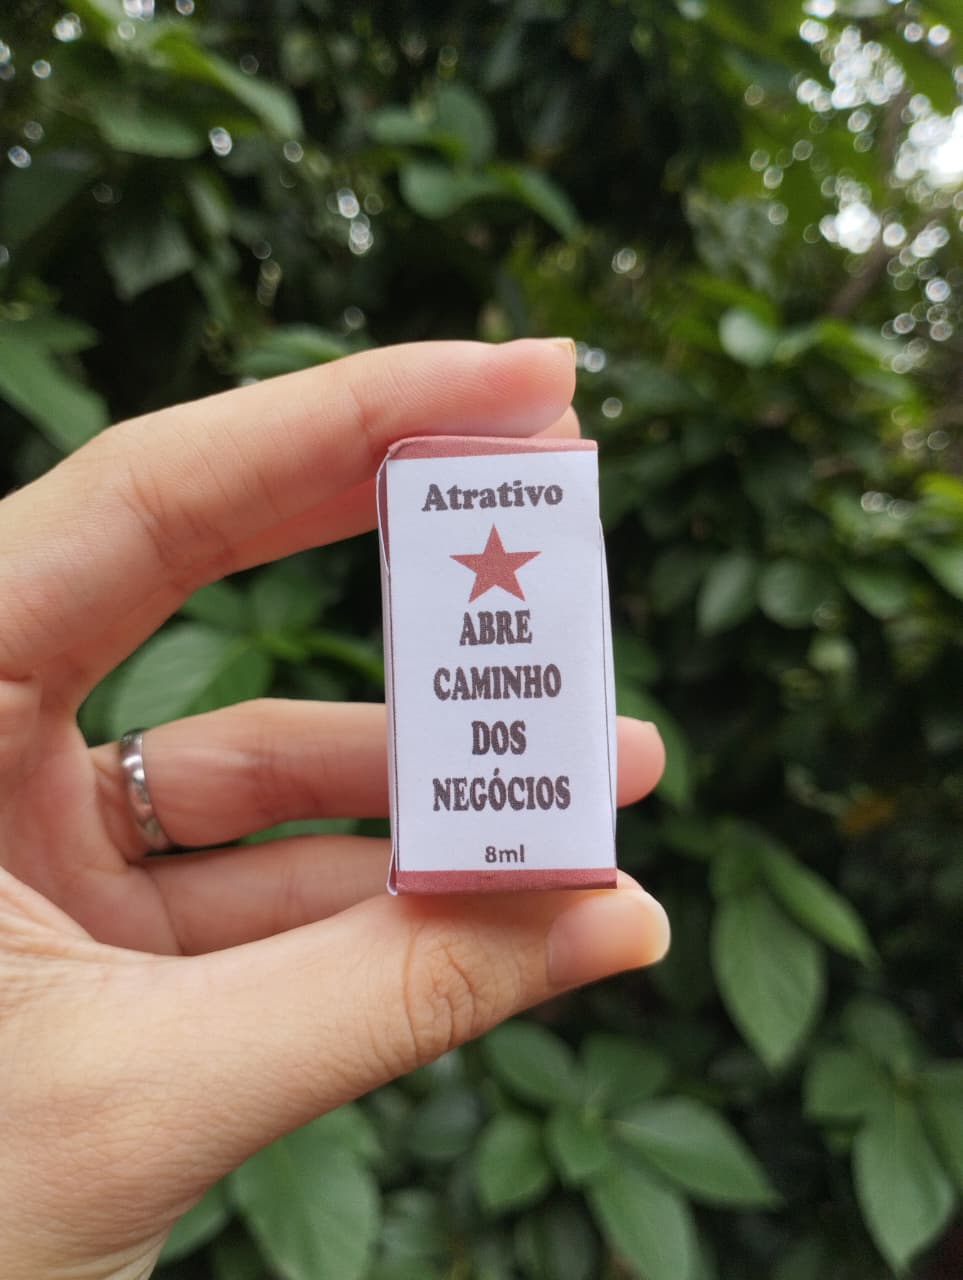 Atrativo
ABRE
CAMINHO
DOS
NEGÓCIOS
8ml